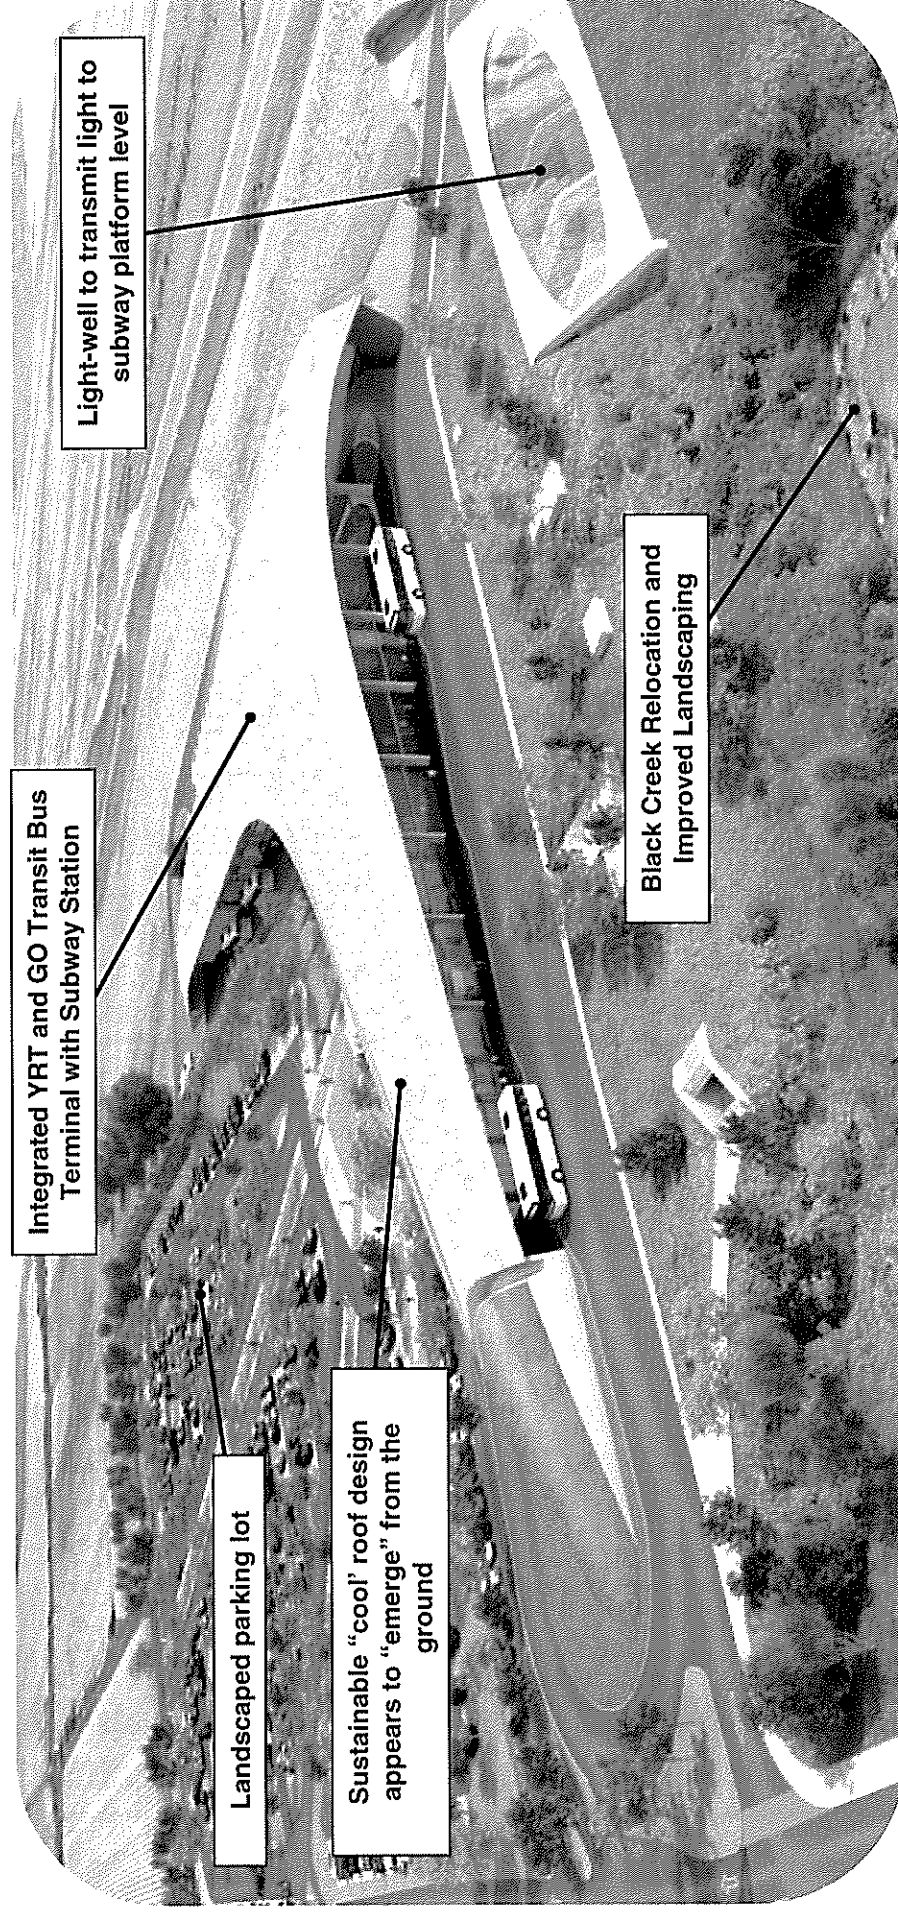 Integrated YRT and GO Transit Bus
Terminal with Subway Station
Light-well to transmit light to
subway platform level
Landscaped parking lot
Sustainable “cool’ roof design
appears to “emerge” from the
ground
Black Creek Relocation and
Improved Landscaping